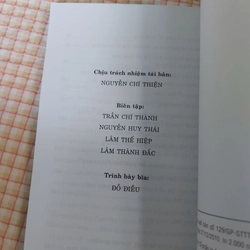 Chịu trách nhiệm tái bản:
NGUYỄN CHÍ THIỆN
Biên tập:
TRẦN CHÍ THÀNH
NGUYỄN HUY THÁI
LÂM THẾ HIỆP
LÂM THÀNH ĐẮC
Trình bày bìa:
ĐỖ ĐIỀU